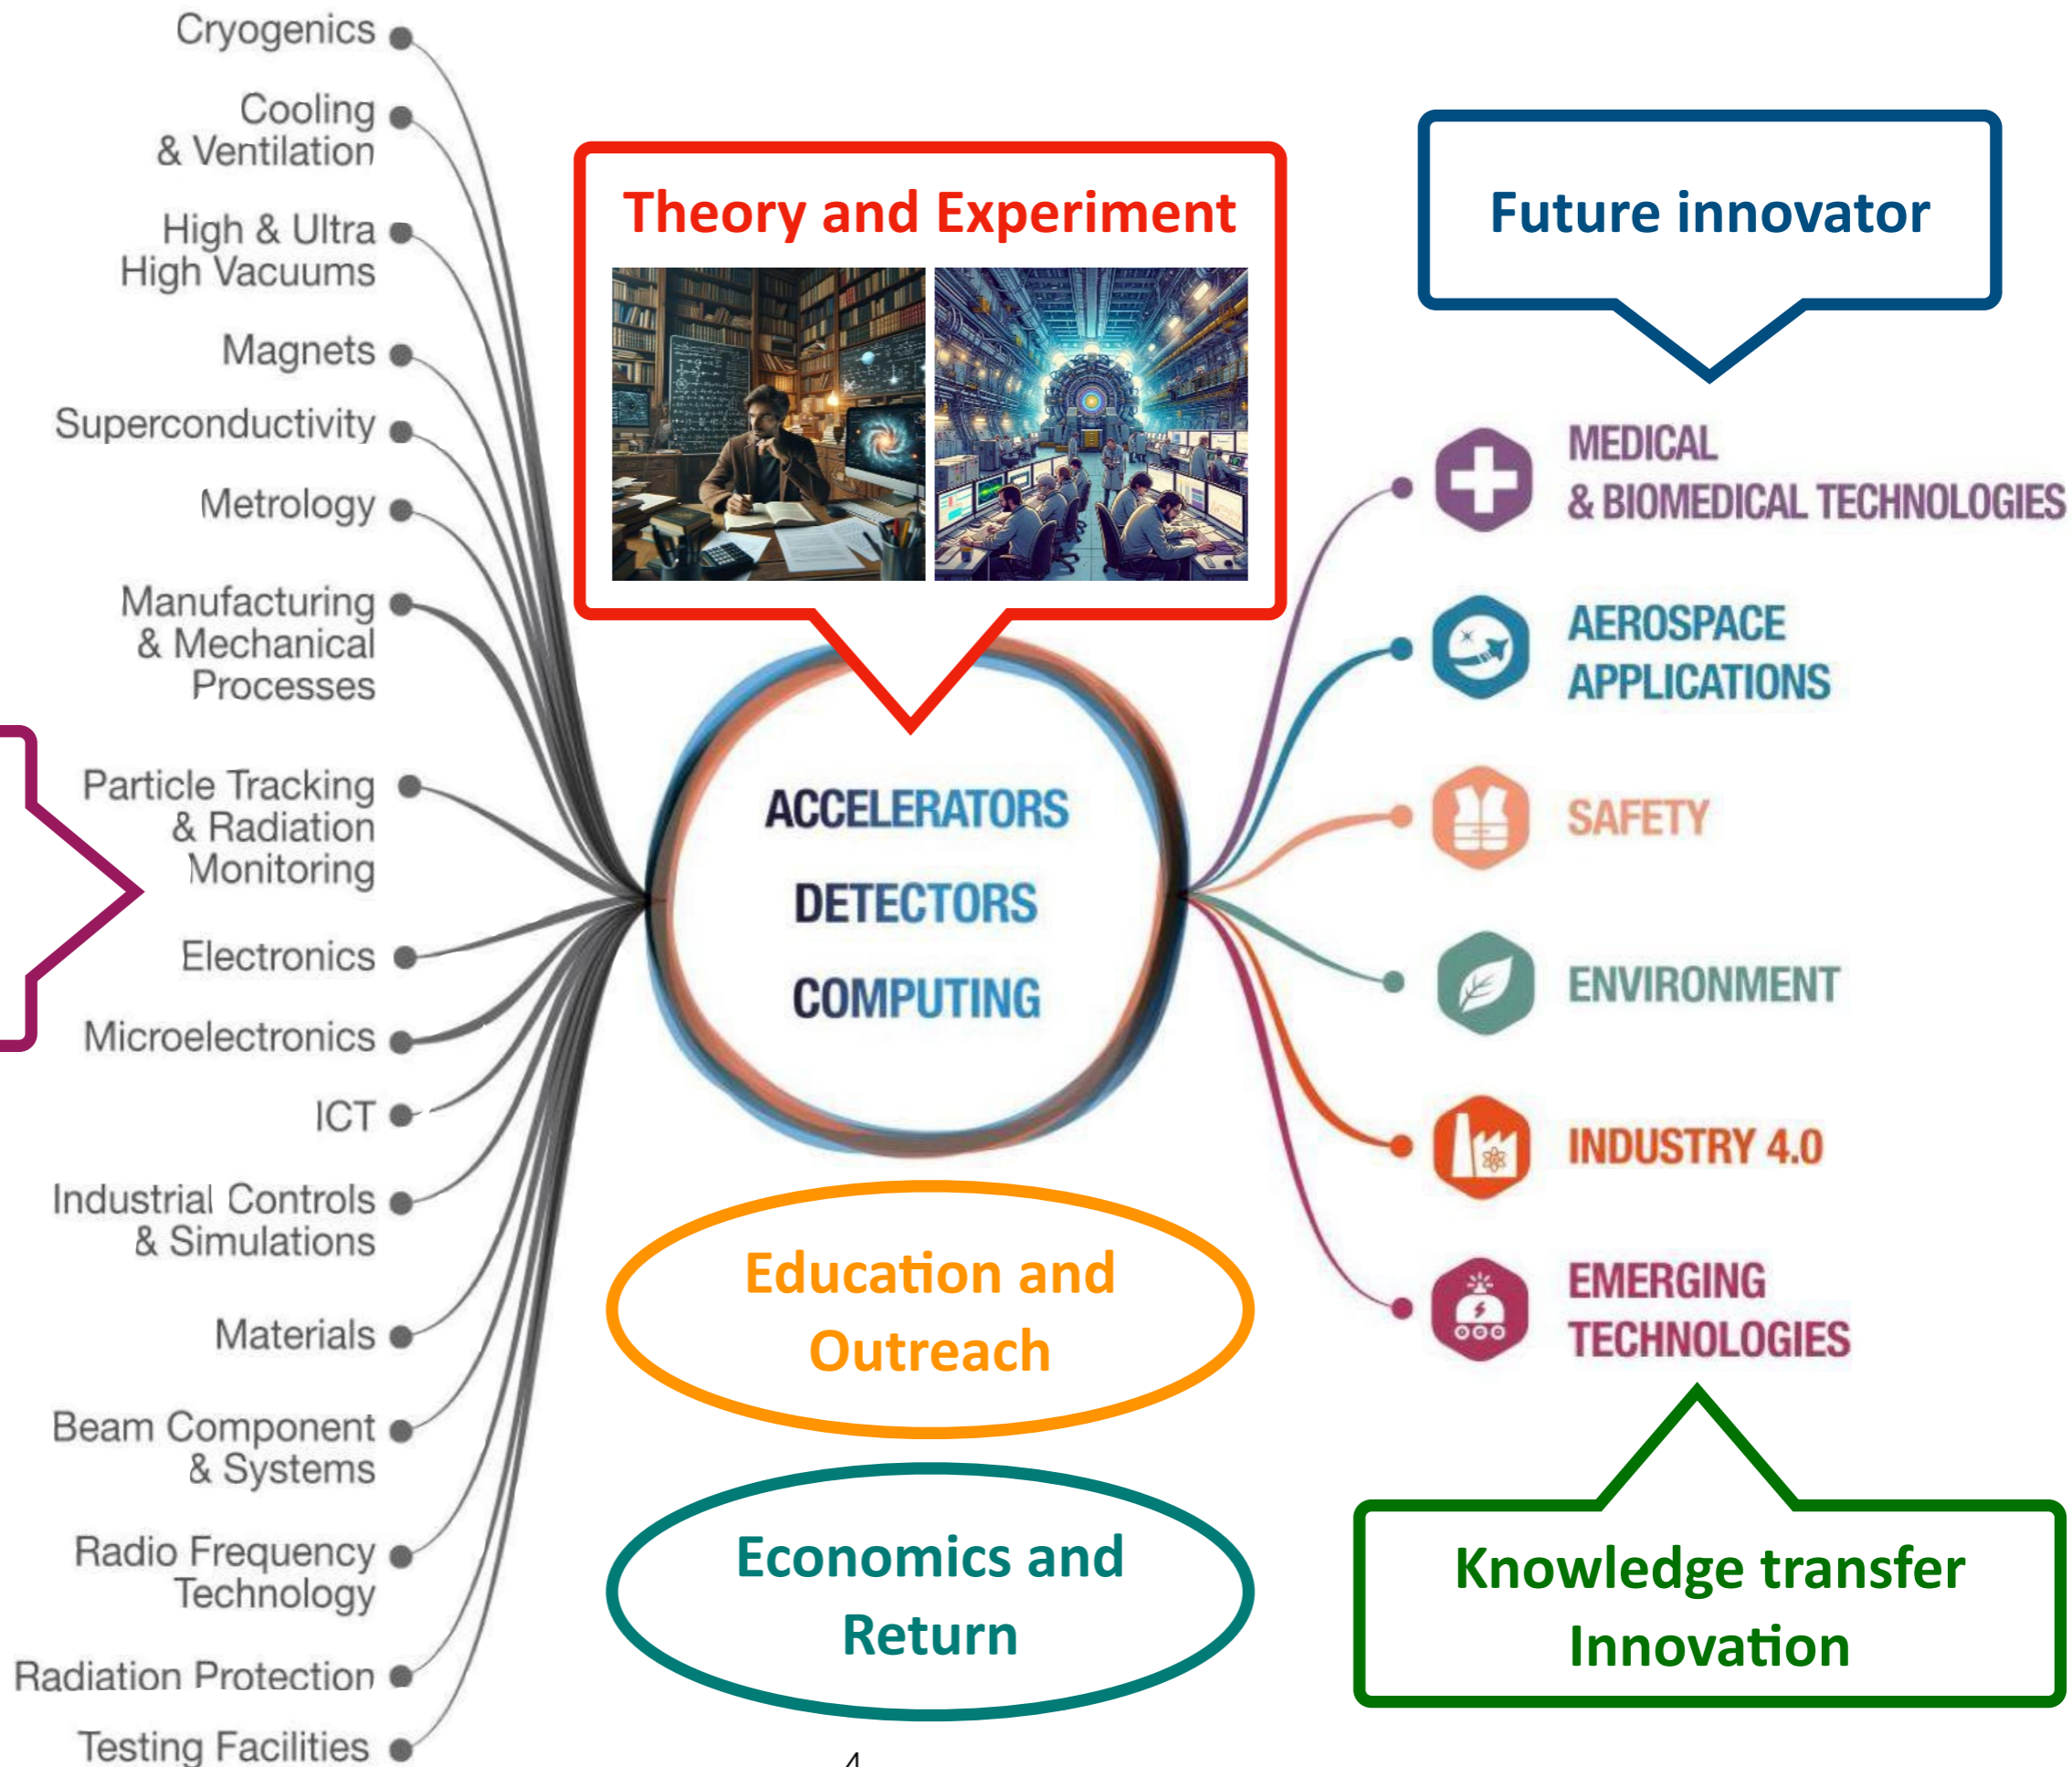 Cryogenics
Cooling
& Ventilation
High & Ultra
High Vacuums
Magnets
Superconductivity
Metrology
Manufacturing
& Mechanical
Processes
Particle Tracking
& Radiation
Monitoring
Electronics
Microelectronics
ICT
Industrial Controls
& Simulations
Materials
Beam Component
& Systems
Radio Frequency
Technology
Radiation Protection
Testing Facilities
Theory and Experiment
ACCELERATORS
DETECTORS
COMPUTING
Education and
Outreach
Economics and
Return
Future innovator
MEDICAL
& BIOMEDICAL TECHNOLOGIES
AEROSPACE
APPLICATIONS
SAFETY
ENVIRONMENT
INDUSTRY 4.0
EMERGING
TECHNOLOGIES
Knowledge transfer
Innovation
4